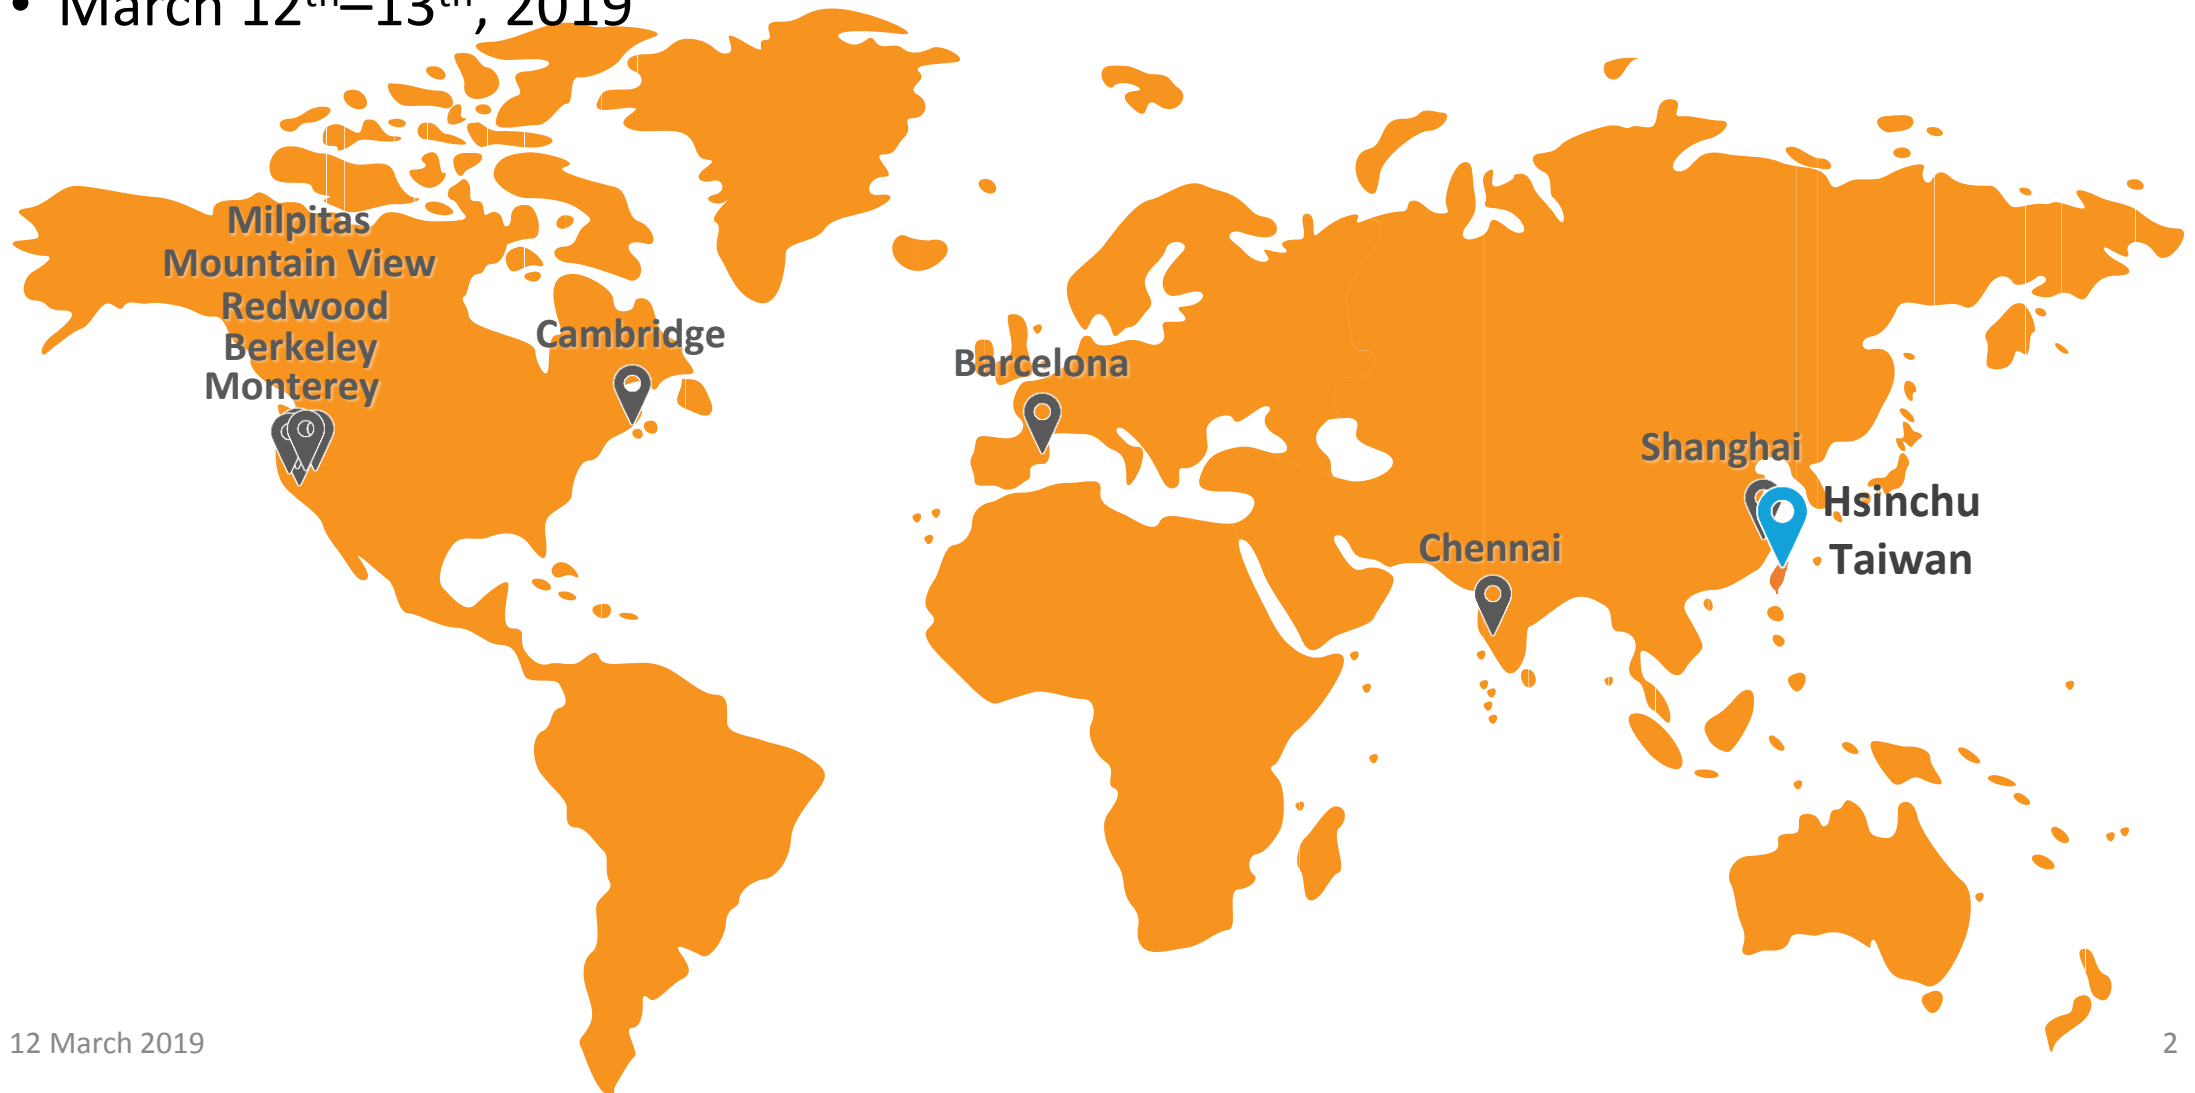 • March 12th–13th, 2019
Milpitas
Mountain View
Redwood
Berkeley
Monterey
Cambridge
Barcelona
Shanghai
Hsinchu
Taiwan
Chennai
12 March 2019
2